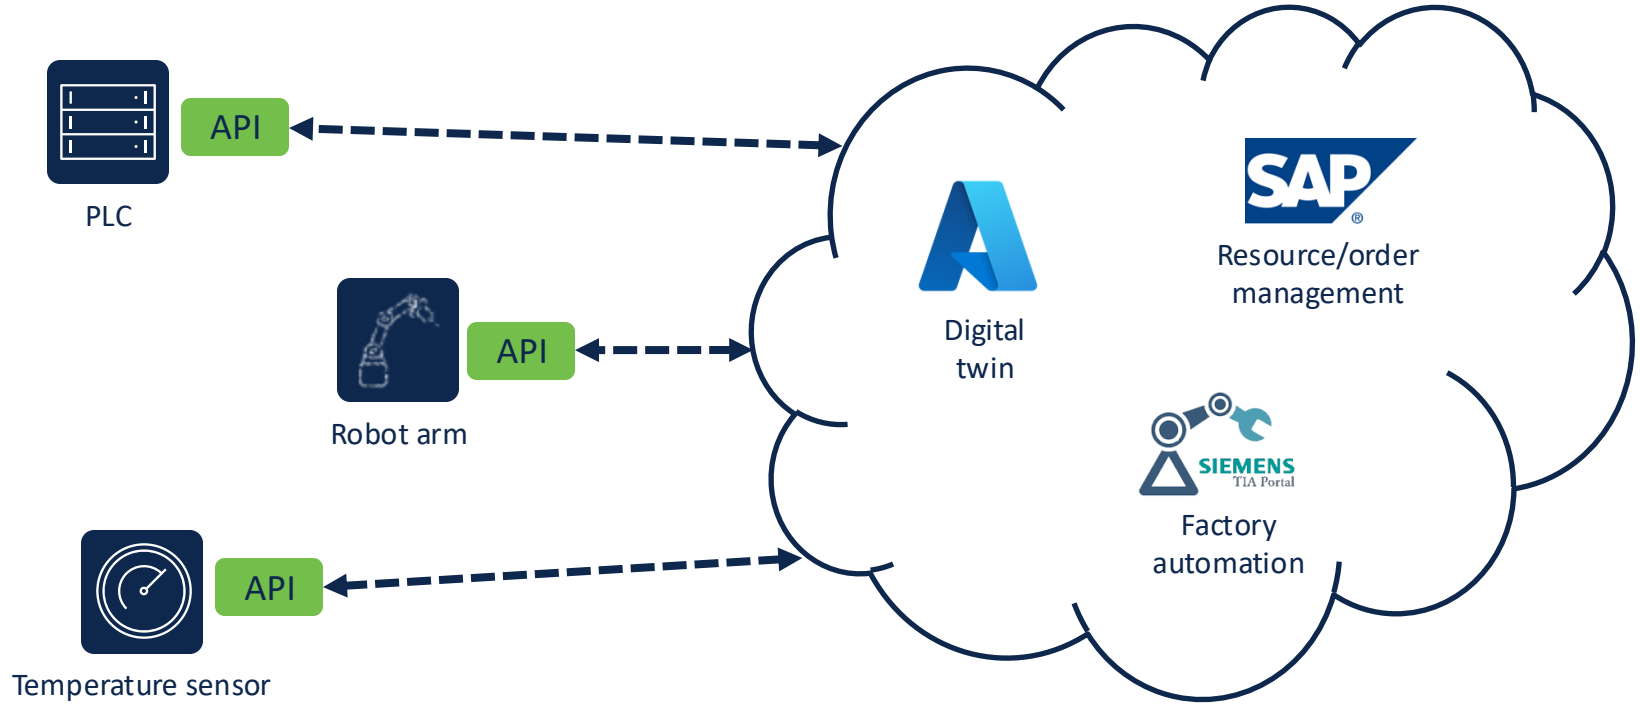 API
PLC
API
Robot arm
API
Temperature sensor
Digital
twin
SAP
®
Resource/order
management
SIEMENS
TIA Portal
Factory
automation